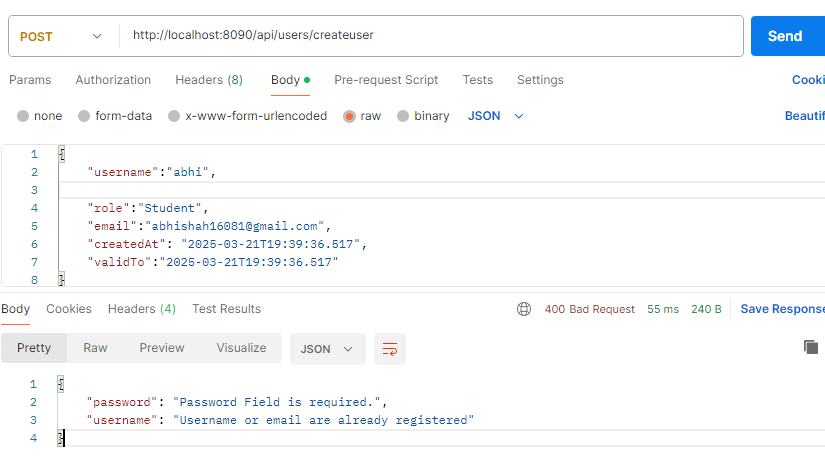 POST http://localhost:8090/api/users/createuser Send
Params Authorization Headers (8) Body Pre-request Script Tests Settings Cooki
none form-data x-www-form-urlencoded raw binary JSON Beautif
1 {
2 "username":"abhi",
3
4 "role":"Student",
5 "email":"abhishah16081@gmail.com",
6 "createdAt": "2025-03-21T19:39:36.517",
7 "validTo":"2025-03-21T19:39:36.517"
8 }
Body Cookies Headers (4) Test Results 400 Bad Request 55 ms 240 B Save Response
Pretty Raw Preview Visualize JSON
1 {
2 "password": "Password Field is required.",
3 "username": "Username or email are already registered"
4 }